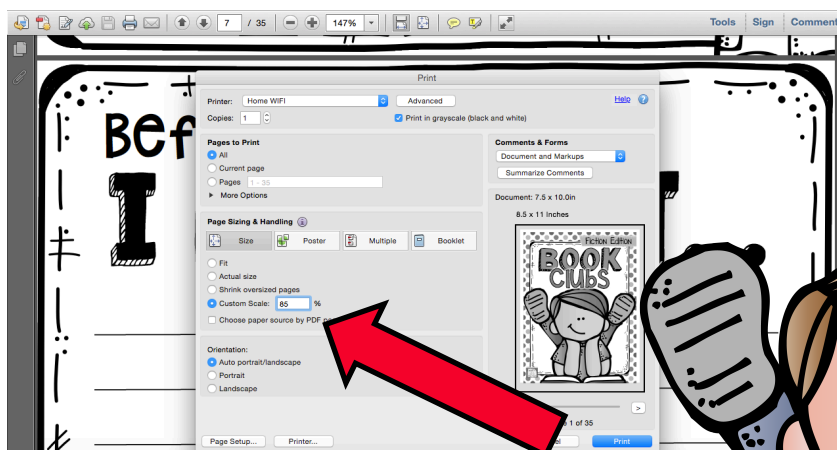 7 / 35 147% Tools Sign Comment
Print
Printer: Home WIFI Advanced Help ?
Copies: 1 Print in grayscale (black and white)
Bef
Pages to Print Comments & Forms
All Document and Markups
Current page Summarize Comments
Pages 1 - 35
More Options Document: 7.5 x 10.0in
8.5 x 11 Inches
Page Sizing & Handling i
Size Poster Multiple Booklet
Fiction Edition
BOOK
CLUBS
Fit
Actual size
Shrink oversized pages
Custom Scale: 85 %
Choose paper source by PDF
Orientation:
Auto portrait/landscape
Portrait
Landscape
>
1 of 35
Page Setup... Printer... Print
I